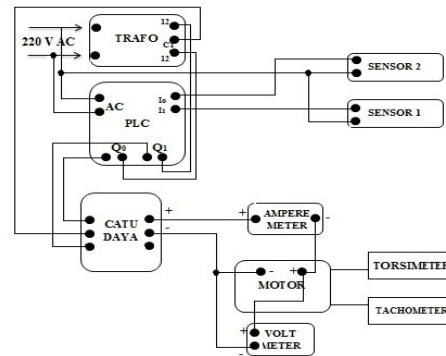 12
TRAFO
CT
12
220 V AC
SENSOR 2
AC
I0
I1
PLC
SENSOR 1
Q0
Q1
CATU
DAYA
+
-
+
AMPERE
METER
-
- +
MOTOR
TORSIMETER
TACHOMETER
+
VOLT
METER
-